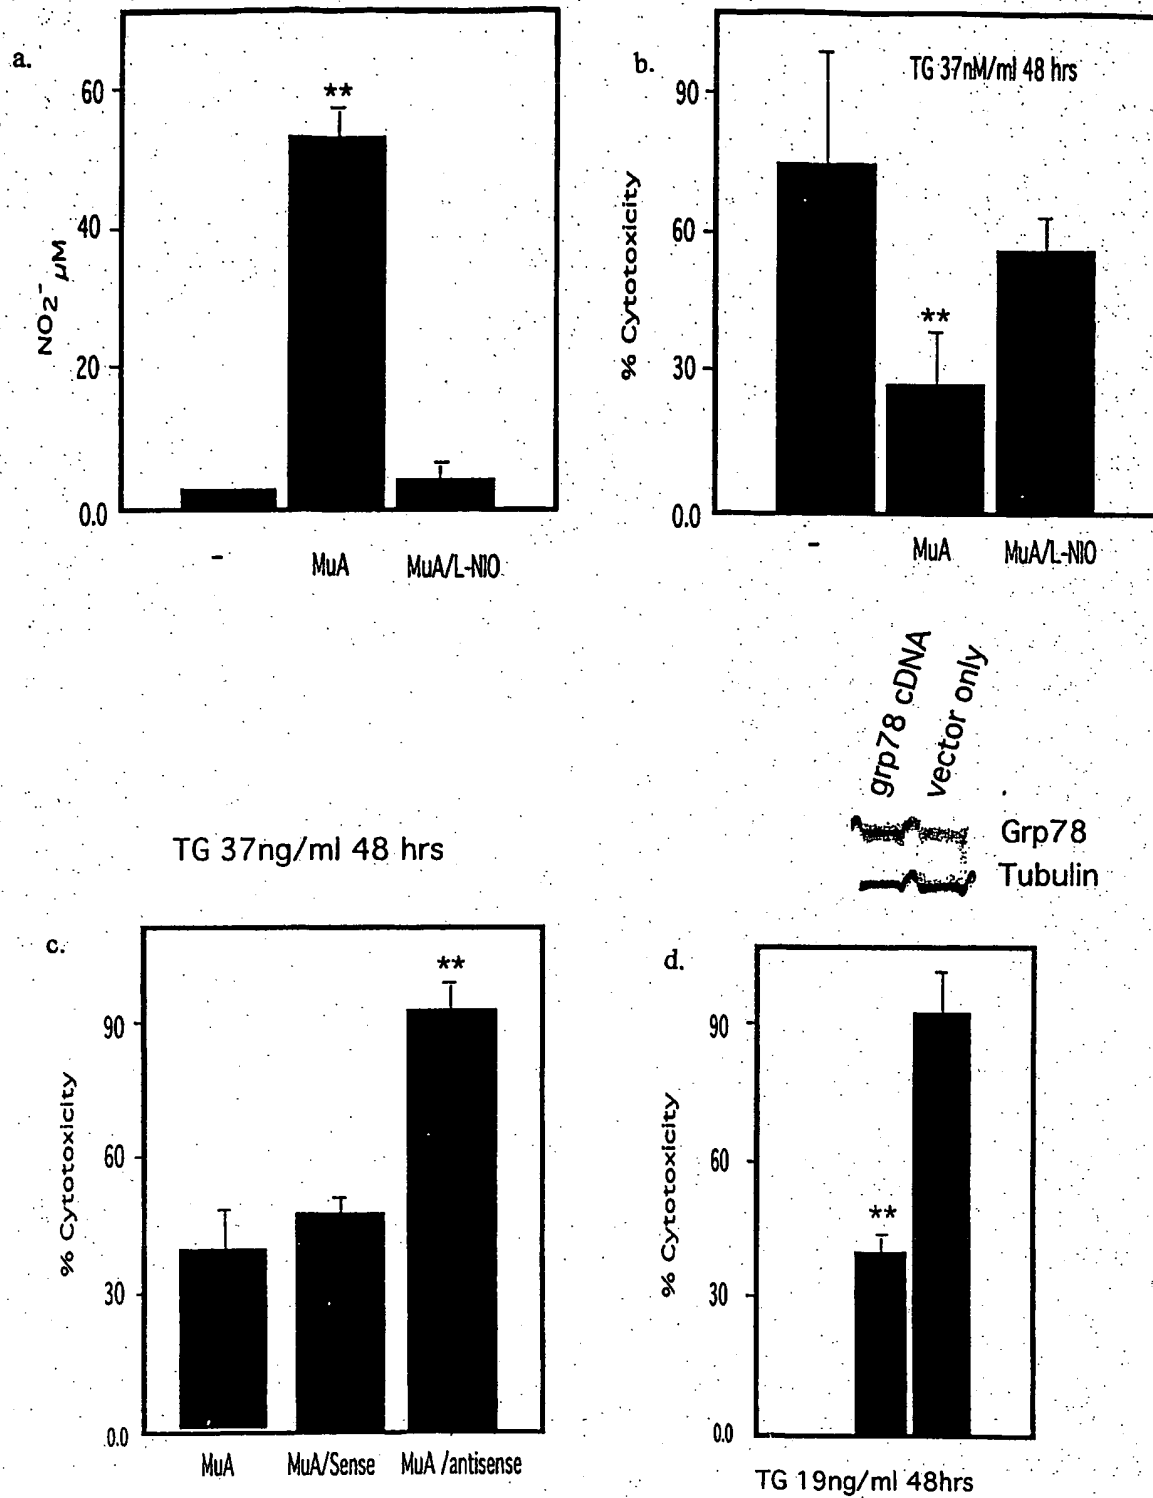 a.
60
40
20
0.0
NO2- µM
**
-
MuA
MuA/L-NIO
b.
TG 37nM/ml 48 hrs
90
60
30
0.0
% Cytotoxicity
**
-
MuA
MuA/L-NIO
TG 37ng/ml 48 hrs
c.
90
60
30
0.0
% Cytotoxicity
**
MuA
MuA/Sense
MuA /antisense
grp78 cDNA
vector only
Grp78
Tubulin
d.
90
60
30
0.0
% Cytotoxicity
**
TG 19ng/ml 48hrs